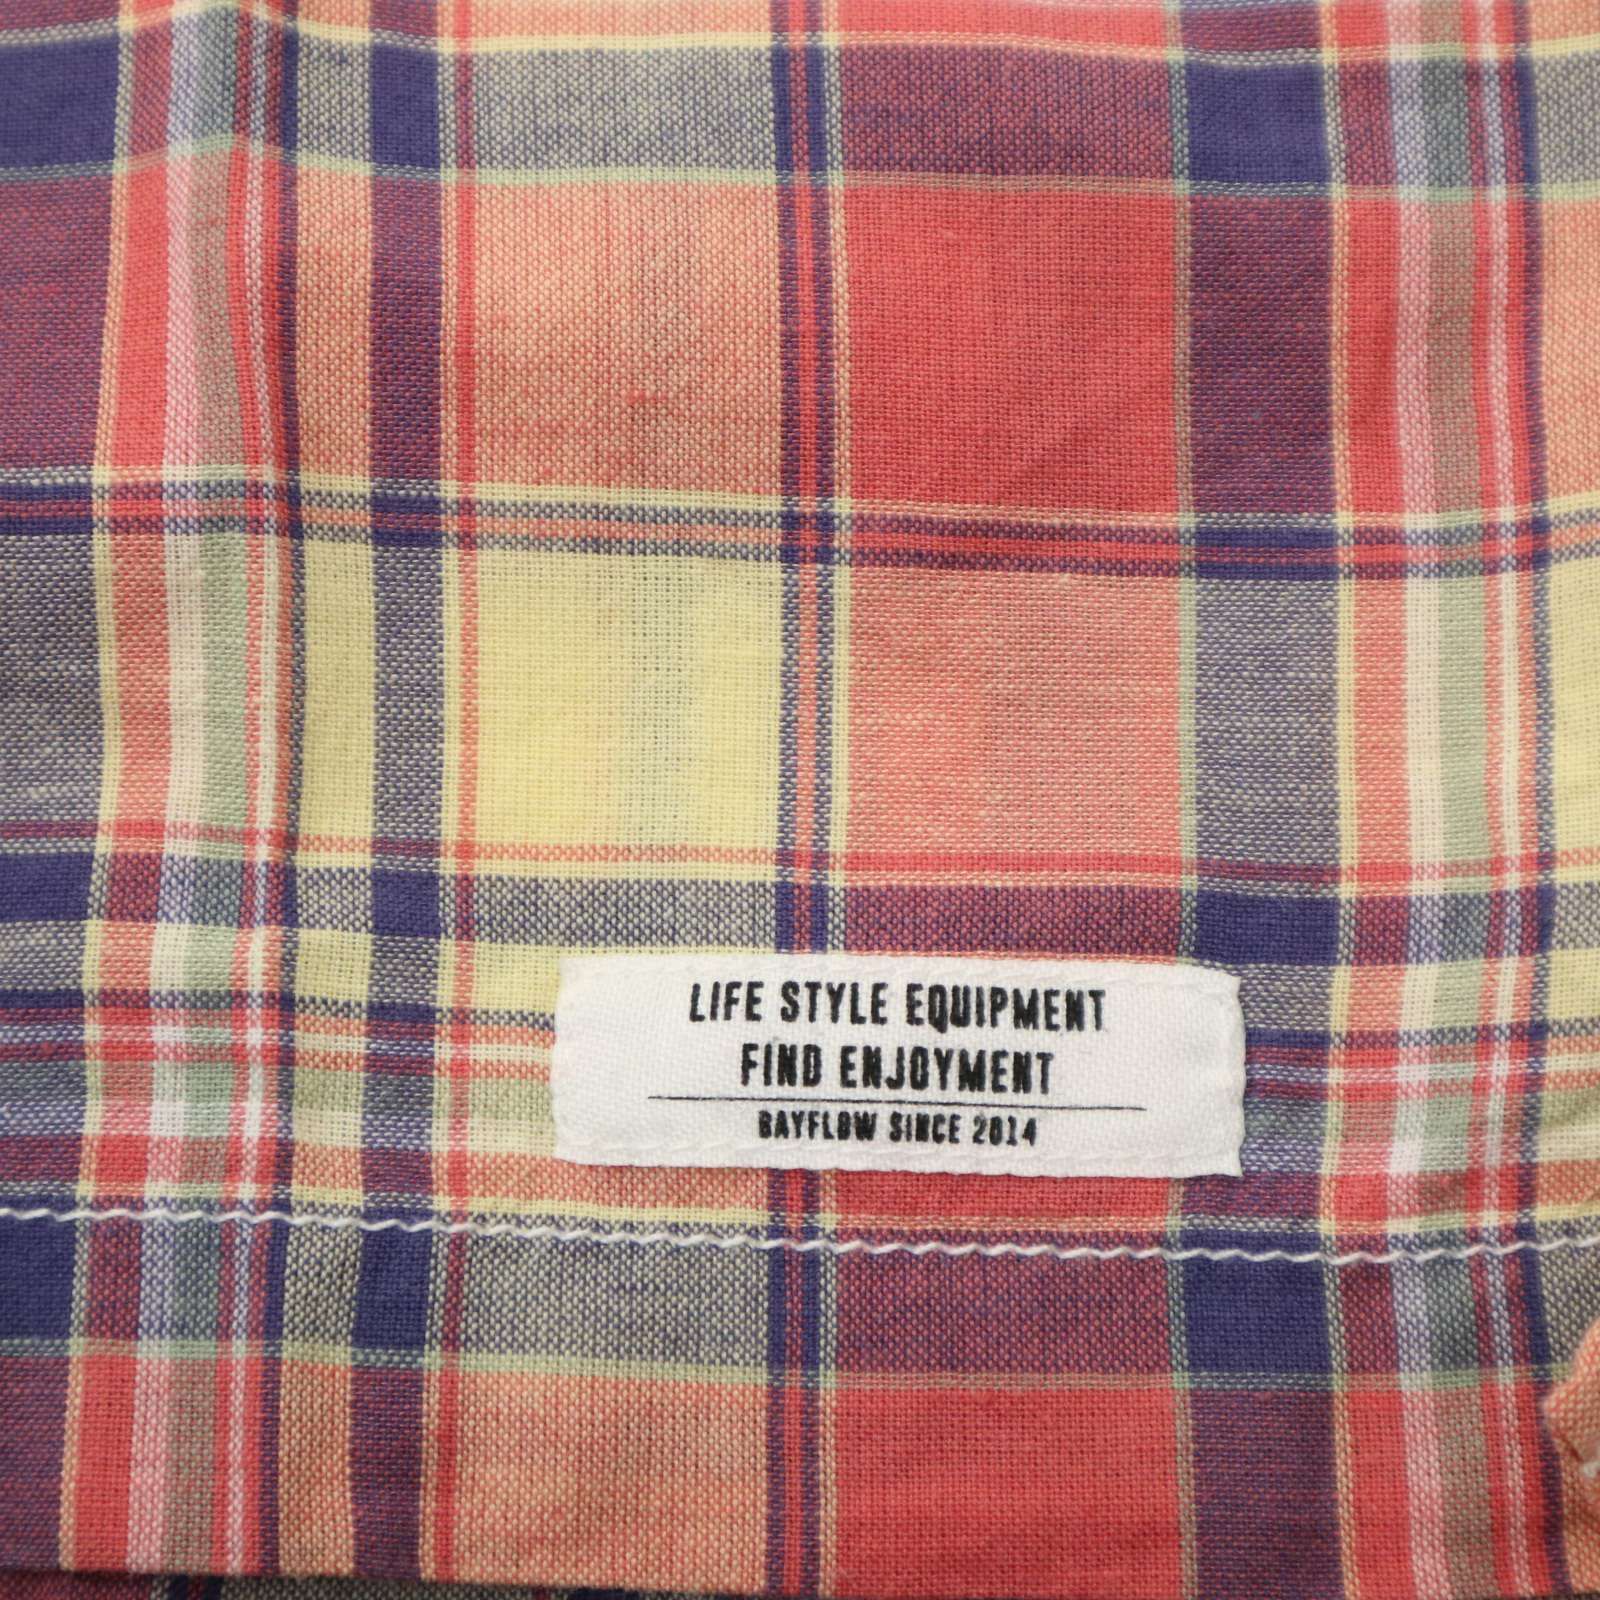 LIFE STYLE EQUIPMENT
FIND ENJOYMENT
BAYFLOW SINCE 2014